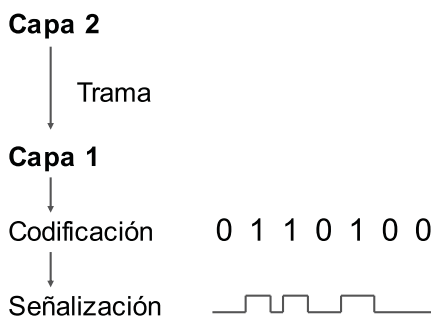 Capa 2
Trama
Capa 1
Codificación 0 1 1 0 1 0 0
Señalización